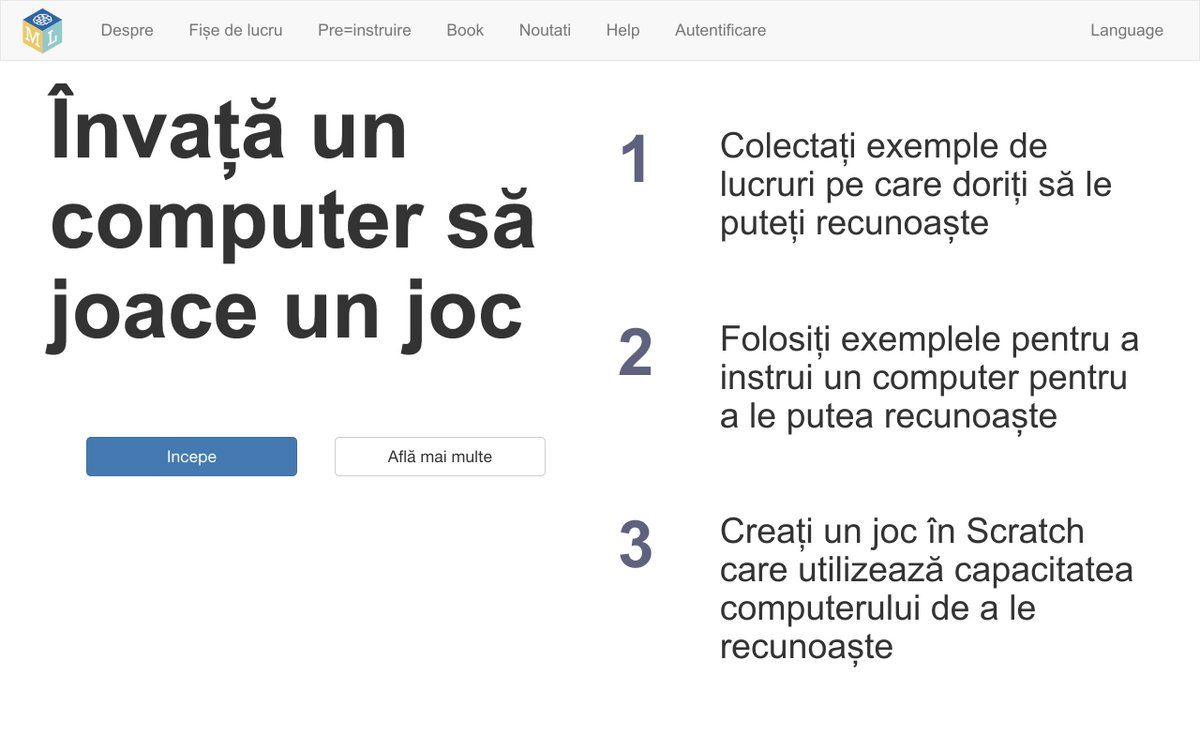 M L
Despre Fișe de lucru Pre=instruire Book Noutati Help Autentificare Language
Învață un
computer să
joace un joc
Incepe Află mai multe
1 Colectați exemple de
lucruri pe care doriți să le
puteți recunoaște
2 Folosiți exemplele pentru a
instrui un computer pentru
a le putea recunoaște
3 Creați un joc în Scratch
care utilizează capacitatea
computerului de a le
recunoaște